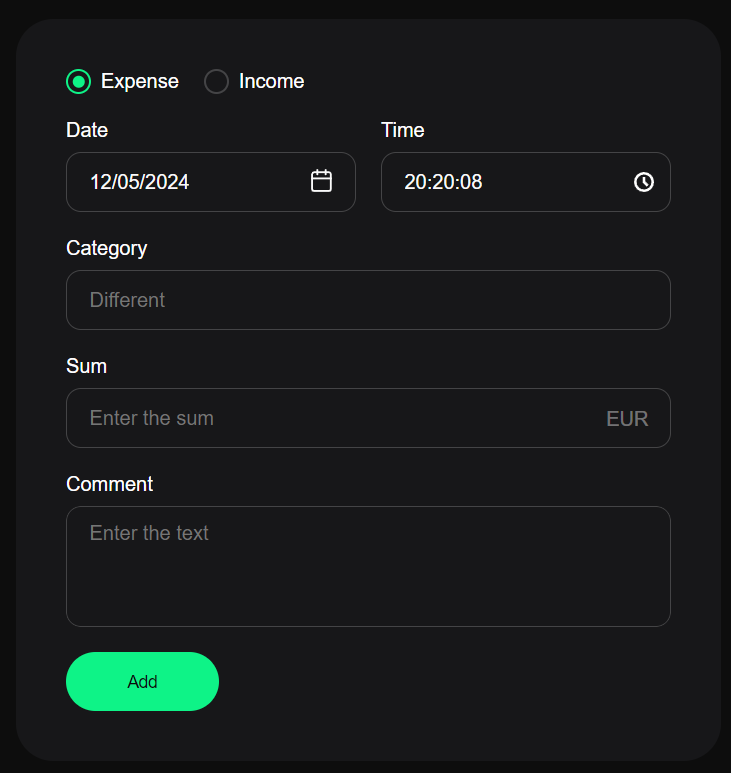 Expense Income
Date Time
12/05/2024 20:20:08
Category
Different
Sum
Enter the sum EUR
Comment
Enter the text
Add